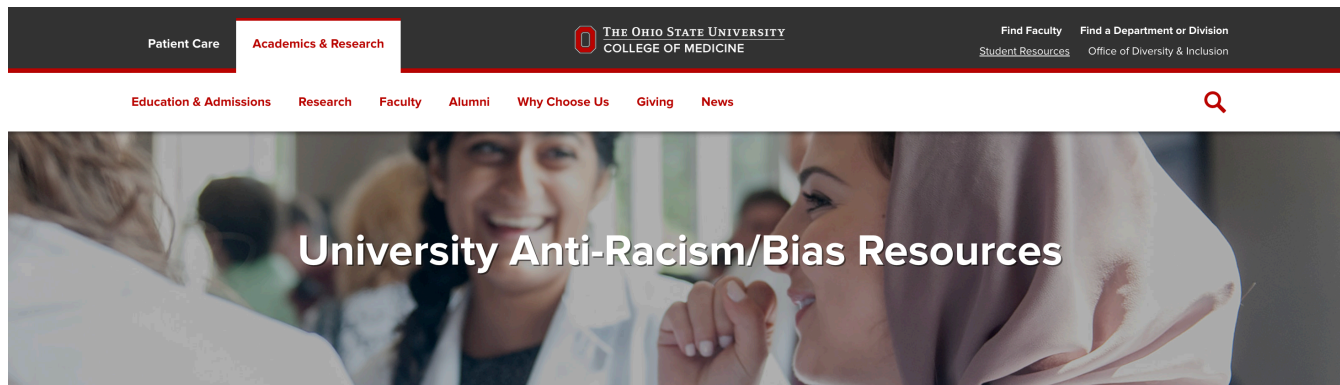 Patient Care
Academics & Research
THE OHIO STATE UNIVERSITY
COLLEGE OF MEDICINE
Find Faculty Find a Department or Division
Student Resources Office of Diversity & Inclusion
Education & Admissions Research Faculty Alumni Why Choose Us Giving News
University Anti-Racism/Bias Resources